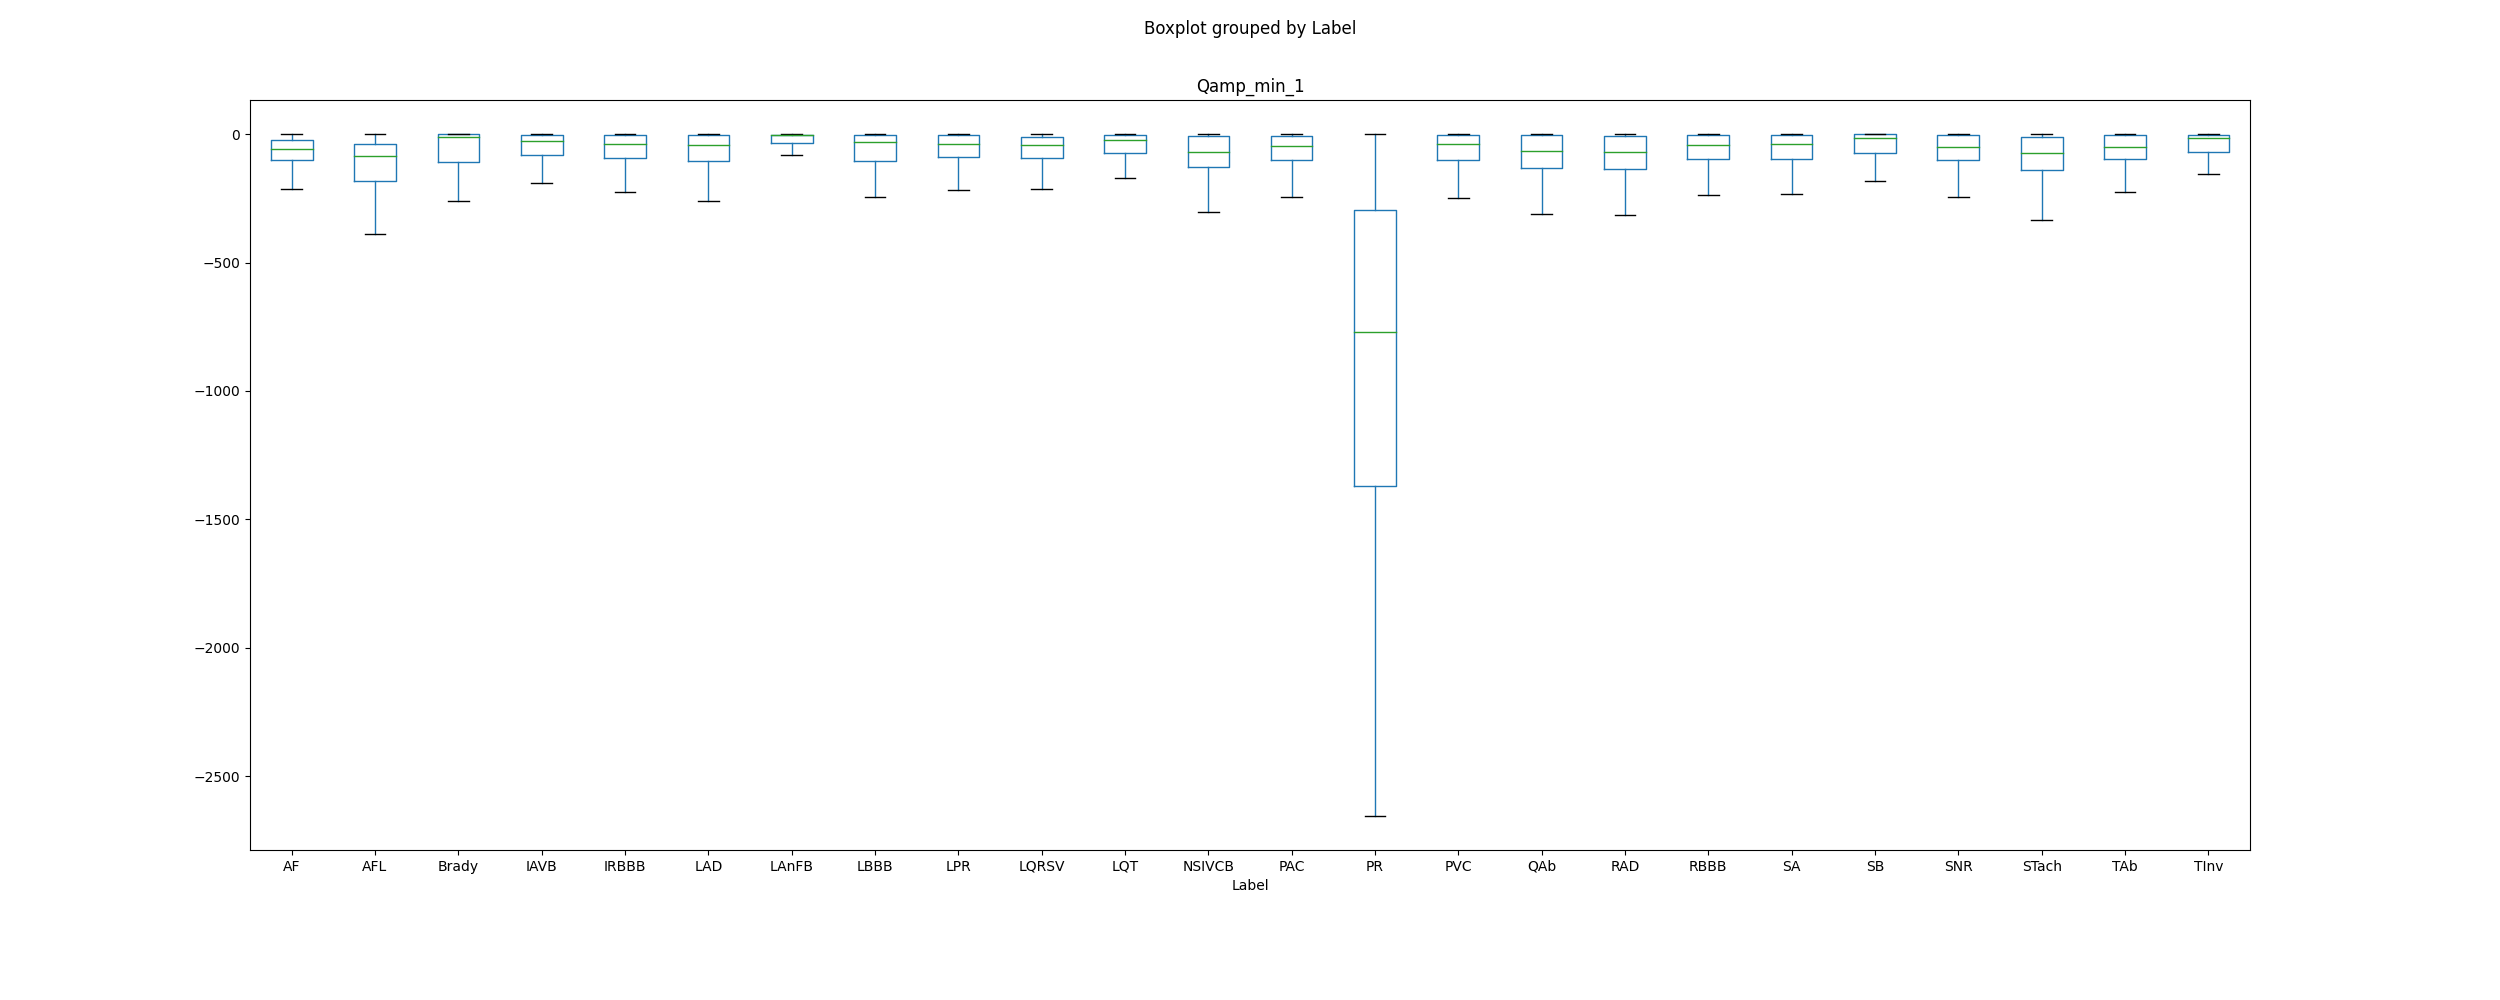 Boxplot grouped by Label
Qamp_min_1
0
−500
−1000
−1500
−2000
−2500
AF AFL Brady IAVB IRBBB LAD LAnFB LBBB LPR LQRSV LQT NSIVCB PAC PR PVC QAb RAD RBBB SA SB SNR STach TAb TInv
Label